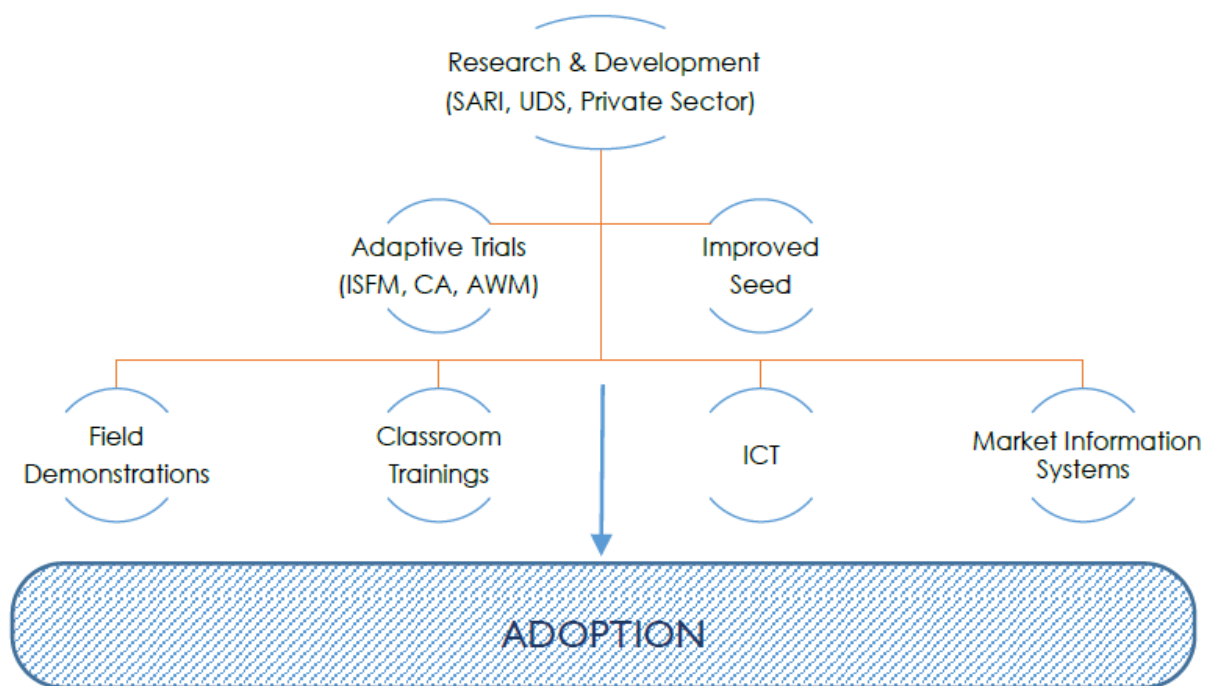 Research & Development
(SARI, UDS, Private Sector)
Adaptive Trials
(ISFM, CA, AWM)
Improved
Seed
Field
Demonstrations
Classroom
Trainings
ICT
Market Information
Systems
ADOPTION